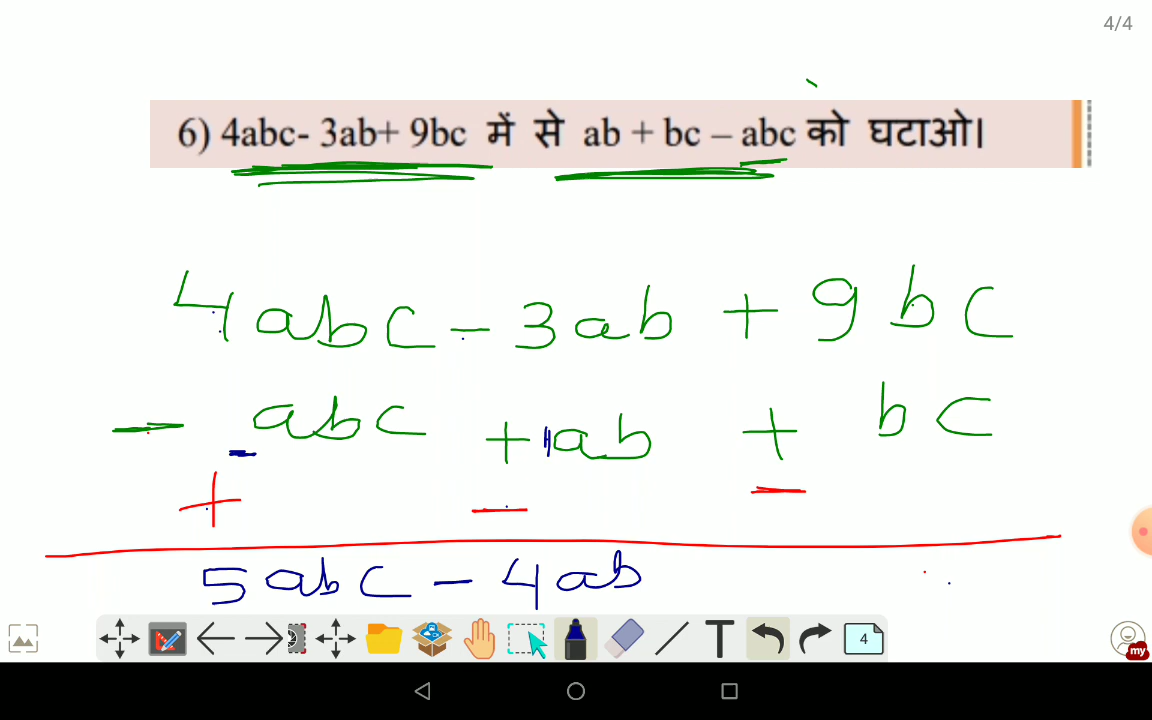 4/4
6) 4abc- 3ab+ 9bc में से ab + bc – abc को घटाओ।
4abc - 3ab + 9bc
- abc + 1ab + bc
+ - -
5abc - 4ab
4
my